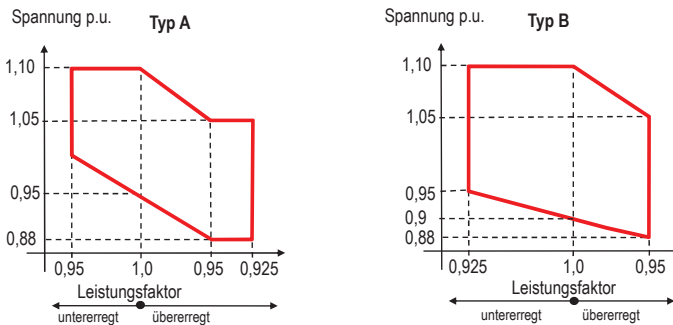 Spannung p.u.
Typ A
1,10
1,05
0,95
0,88
0,95 1,0 0,95 0,925
Leistungsfaktor
untererregt übererregt
Spannung p.u.
Typ B
1,10
1,05
0,95
0,9
0,88
0,925 1,0 0,95
Leistungsfaktor
untererregt übererregt